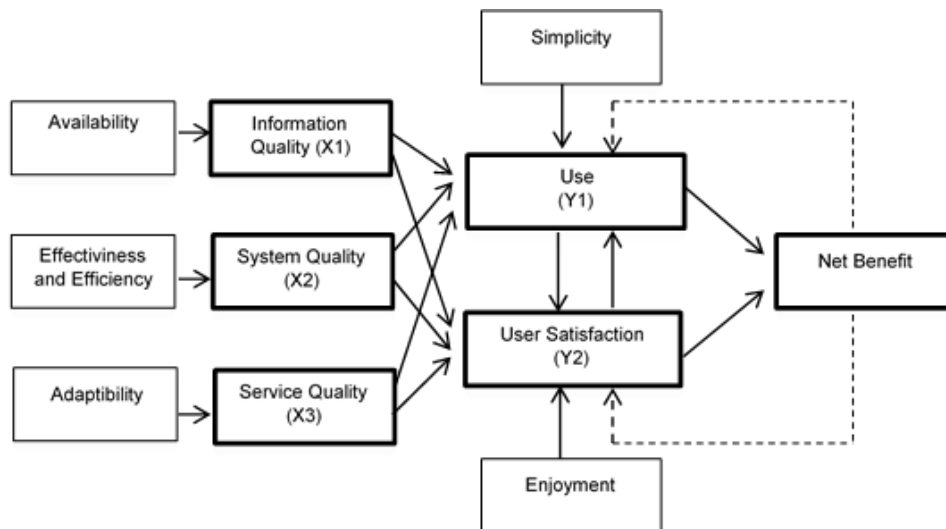 Simplicity
Availability
Information
Quality (X1)
Use
(Y1)
Effectiviness
and Efficiency
System Quality
(X2)
Net Benefit
User Satisfaction
(Y2)
Adaptibility
Service Quality
(X3)
Enjoyment